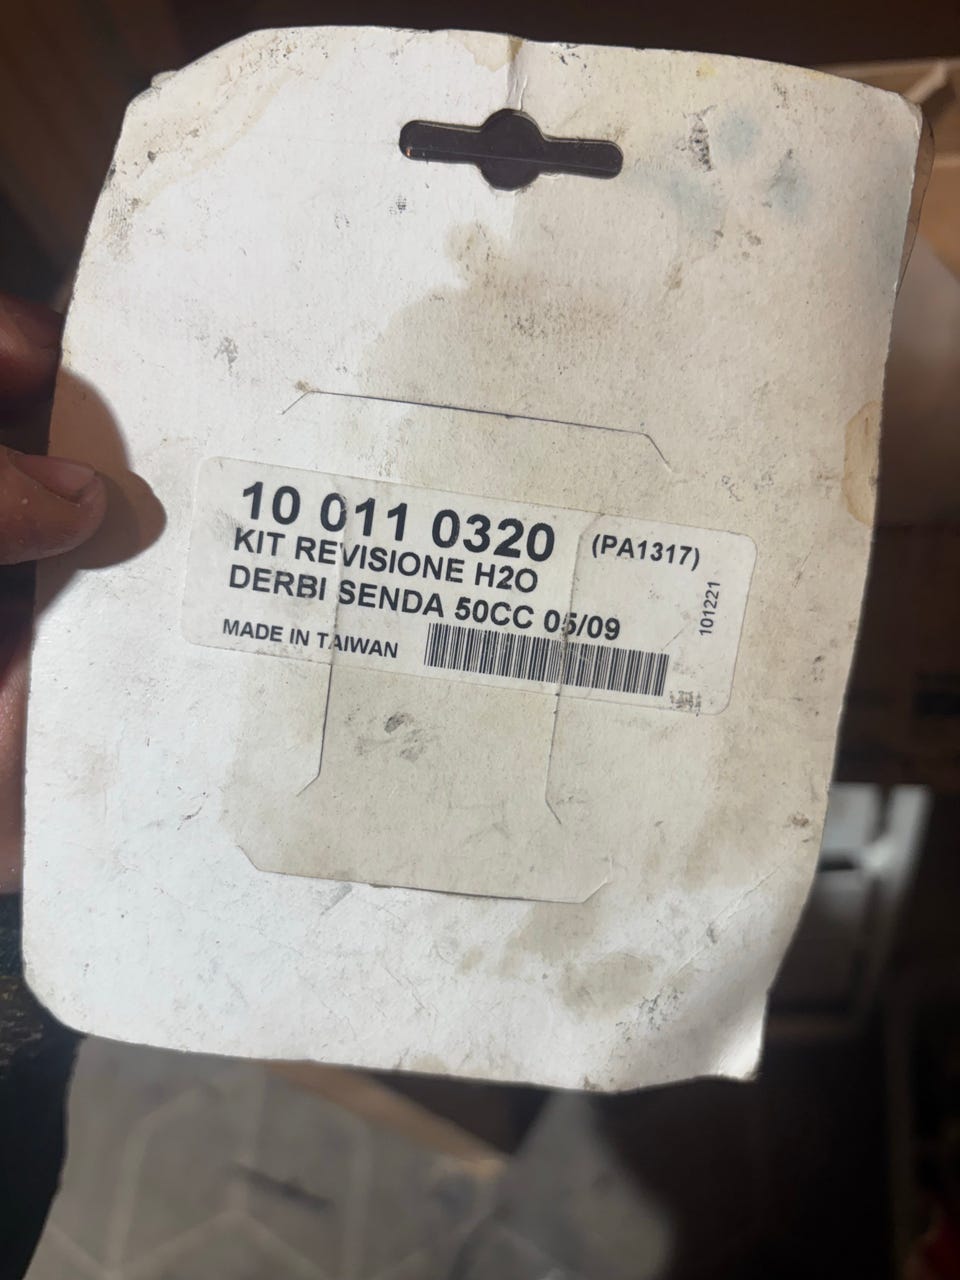 10 011 0320 (PA1317)
KIT REVISIONE H2O
DERBI SENDA 50CC 05/09
MADE IN TAIWAN
101221